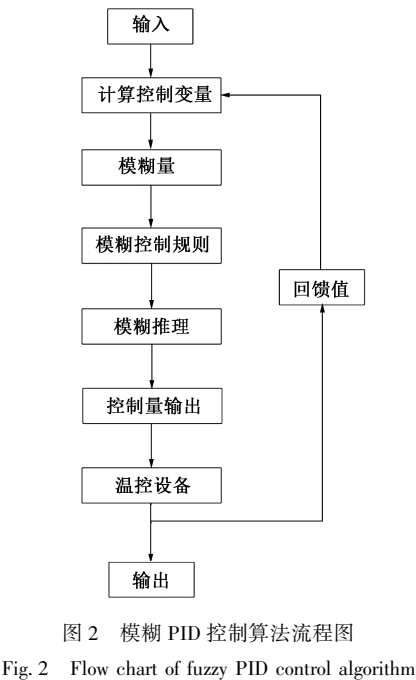 输入
计算控制变量
模糊量
模糊控制规则
回馈值
模糊推理
控制量输出
温控设备
输出
图 2 模糊 PID 控制算法流程图
Fig. 2 Flow chart of fuzzy PID control algorithm